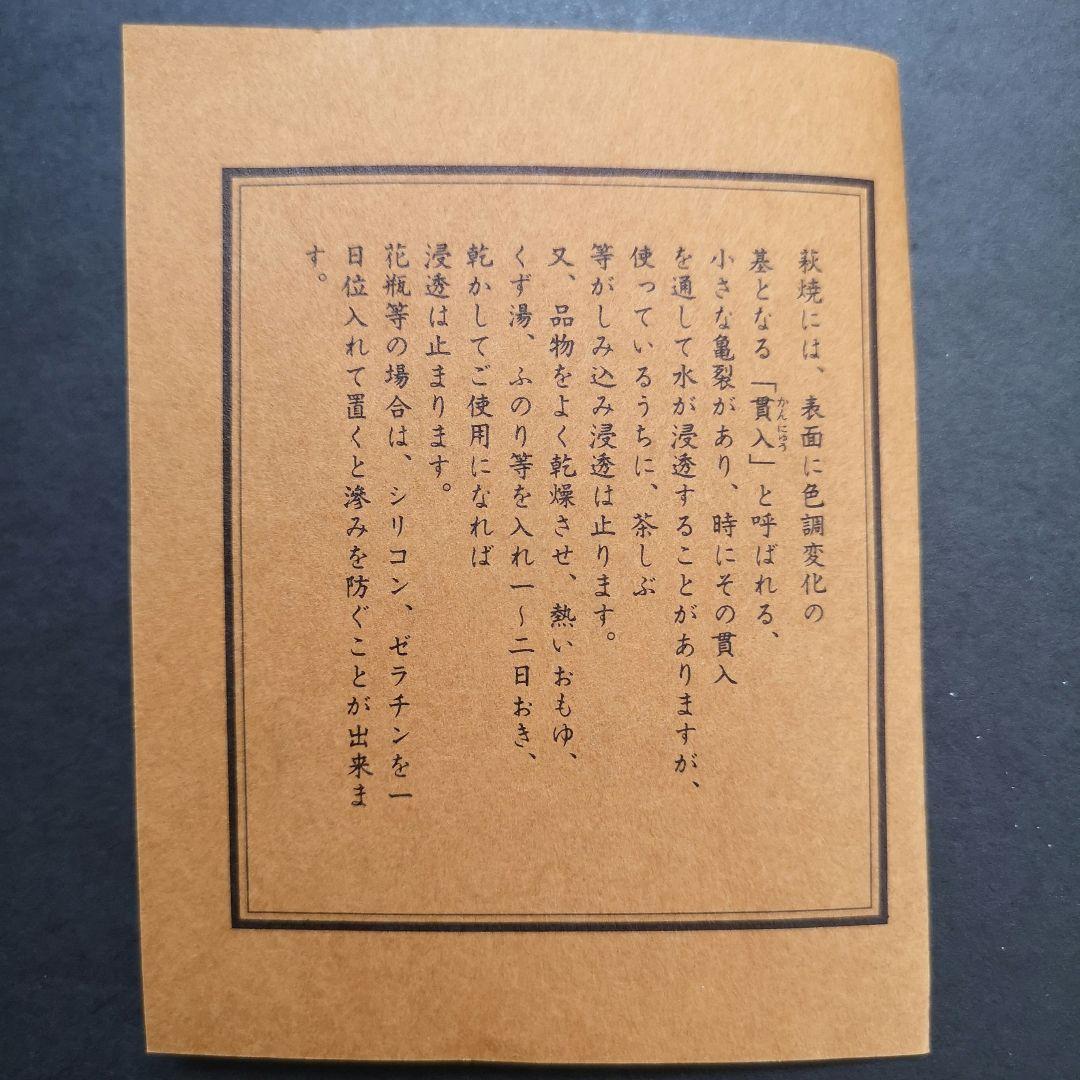 萩焼には、表面に色調変化の
基となる「貫入」と呼ばれる、
かんにゅう
小さな亀裂があり、時にその貫入
を通して水が浸透することがありますが、
使っているうちに、茶しぶ
等がしみ込み浸透は止ります。
又、品物をよく乾燥させ、熱いおもゆ、
くず湯、ふのり等を入れ一～二日おき、
乾かしてご使用になれば
浸透は止まります。
花瓶等の場合は、シリコン、ゼラチンを一
日位入れて置くと滲みを防ぐことが出来ま
す。